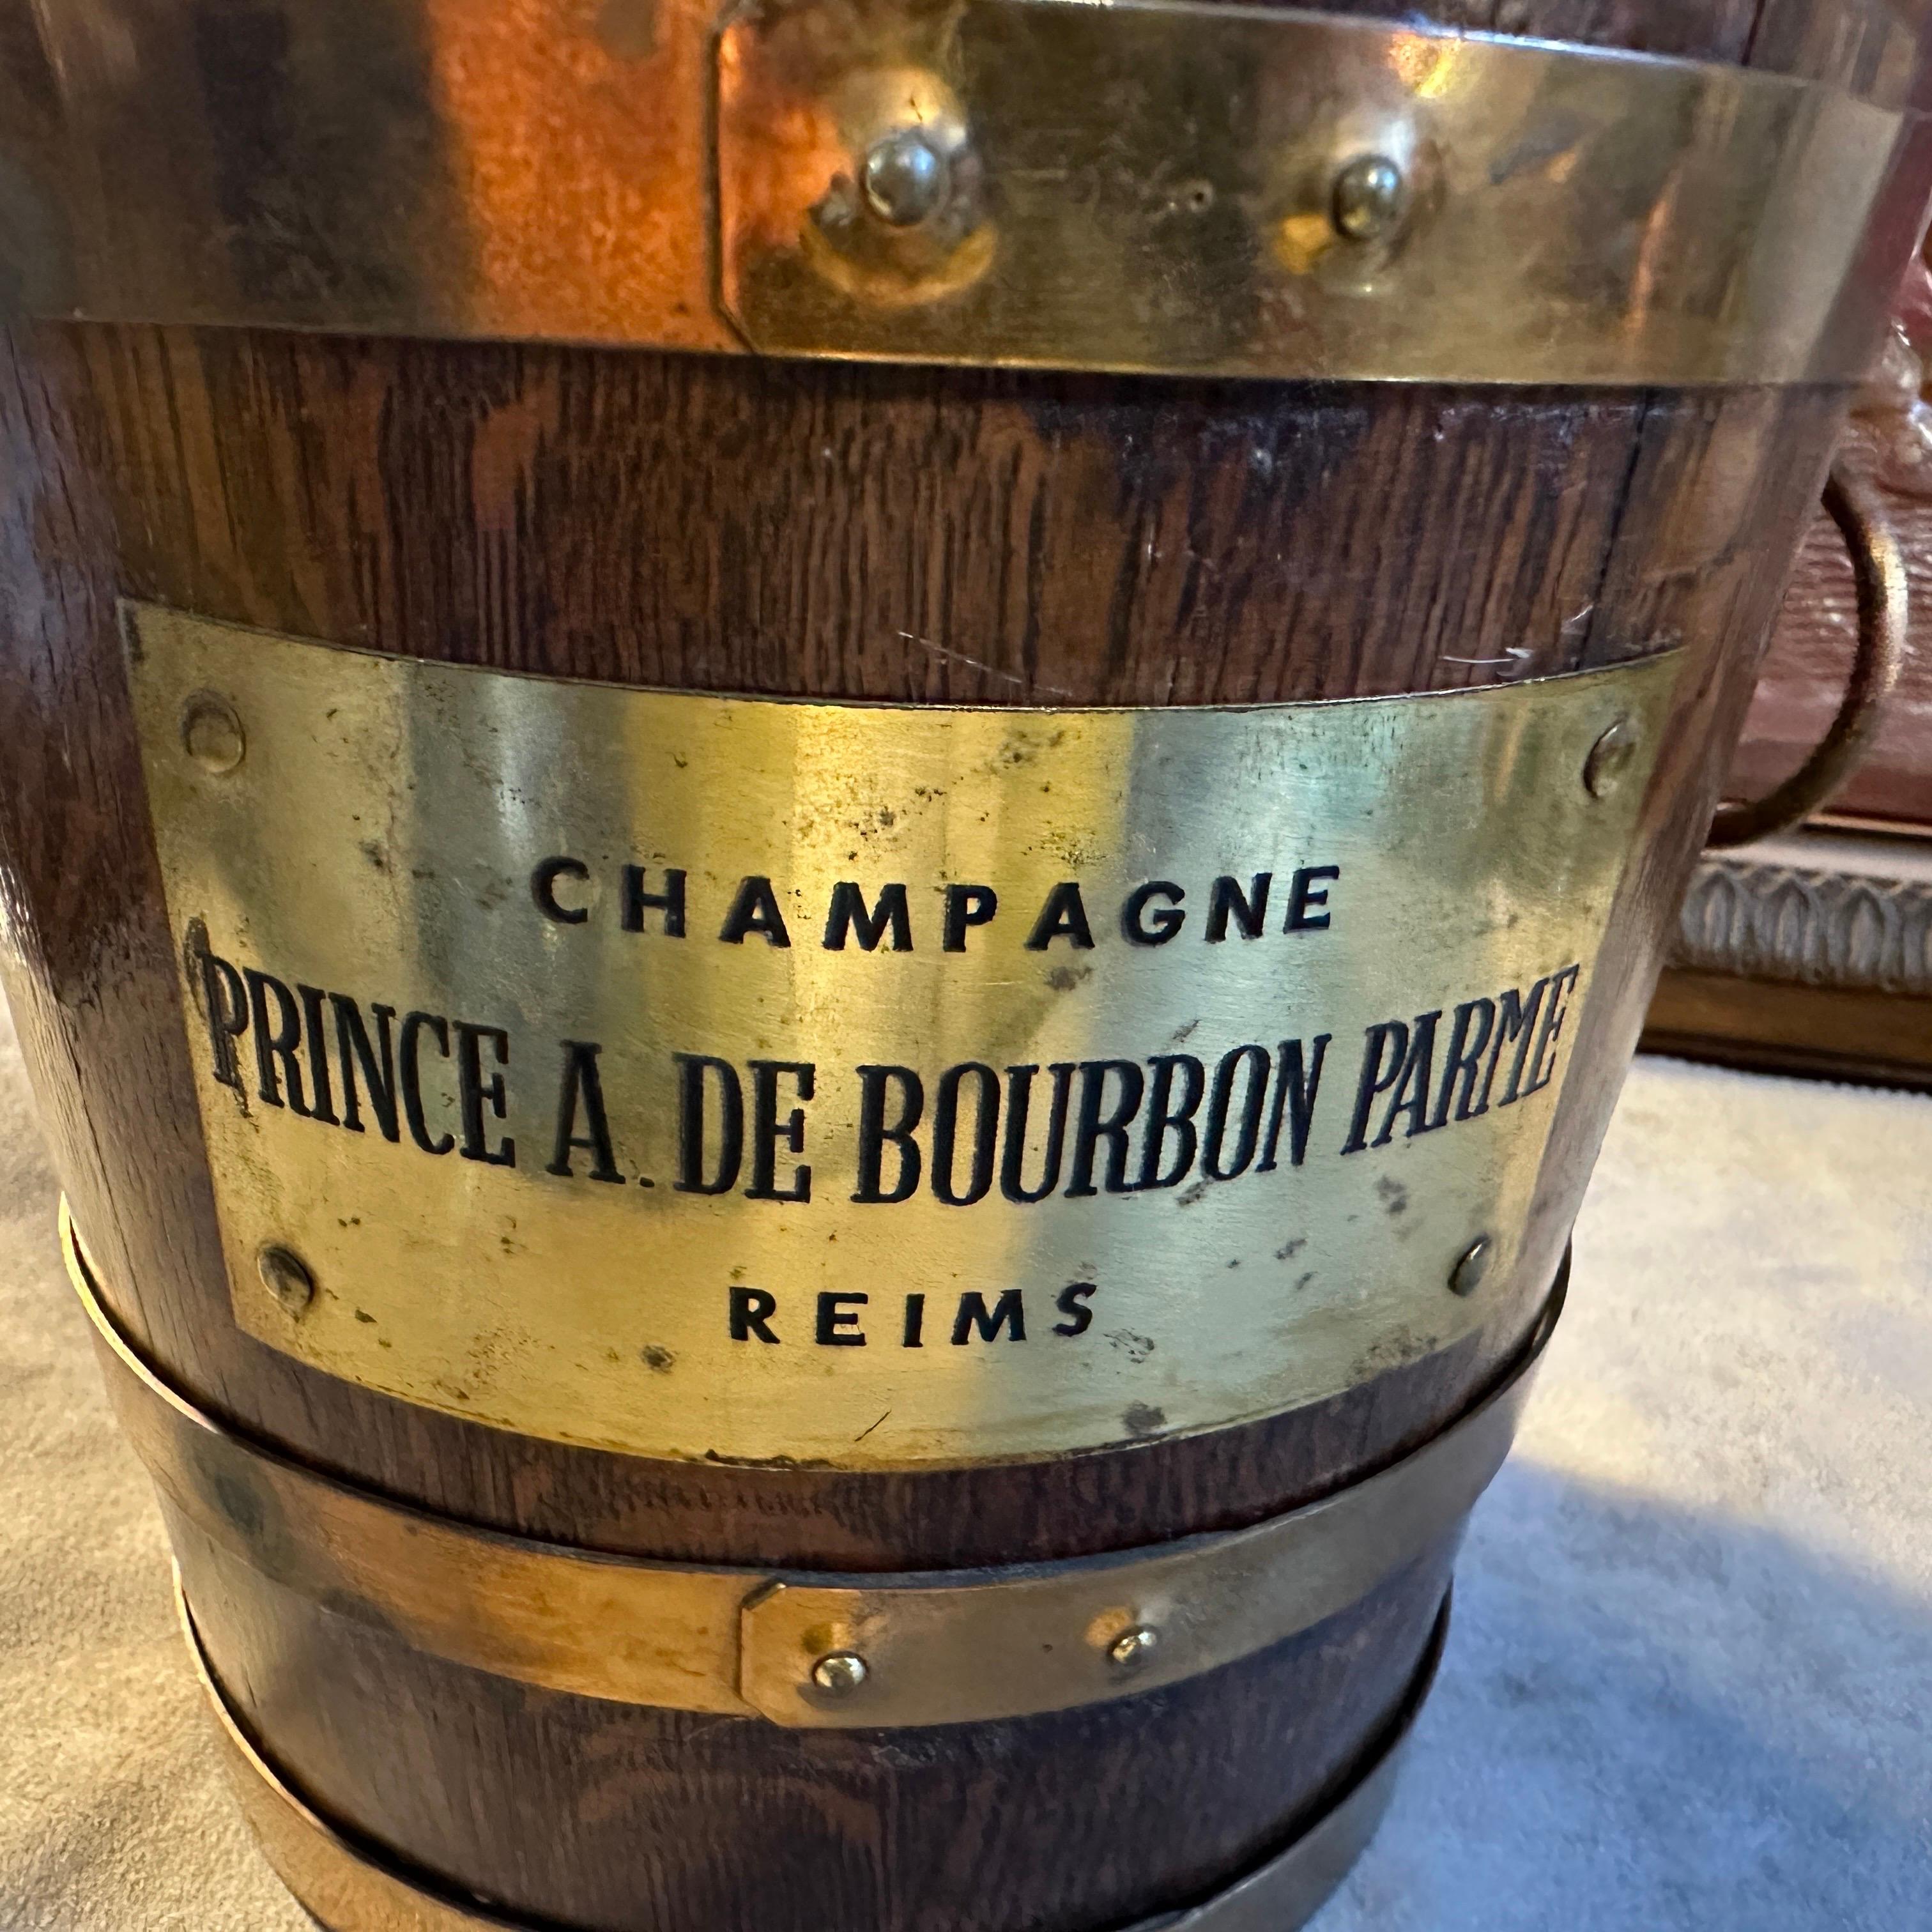 CHAMPAGNE
PRINCE A. DE BOURBON PARME
REIMS